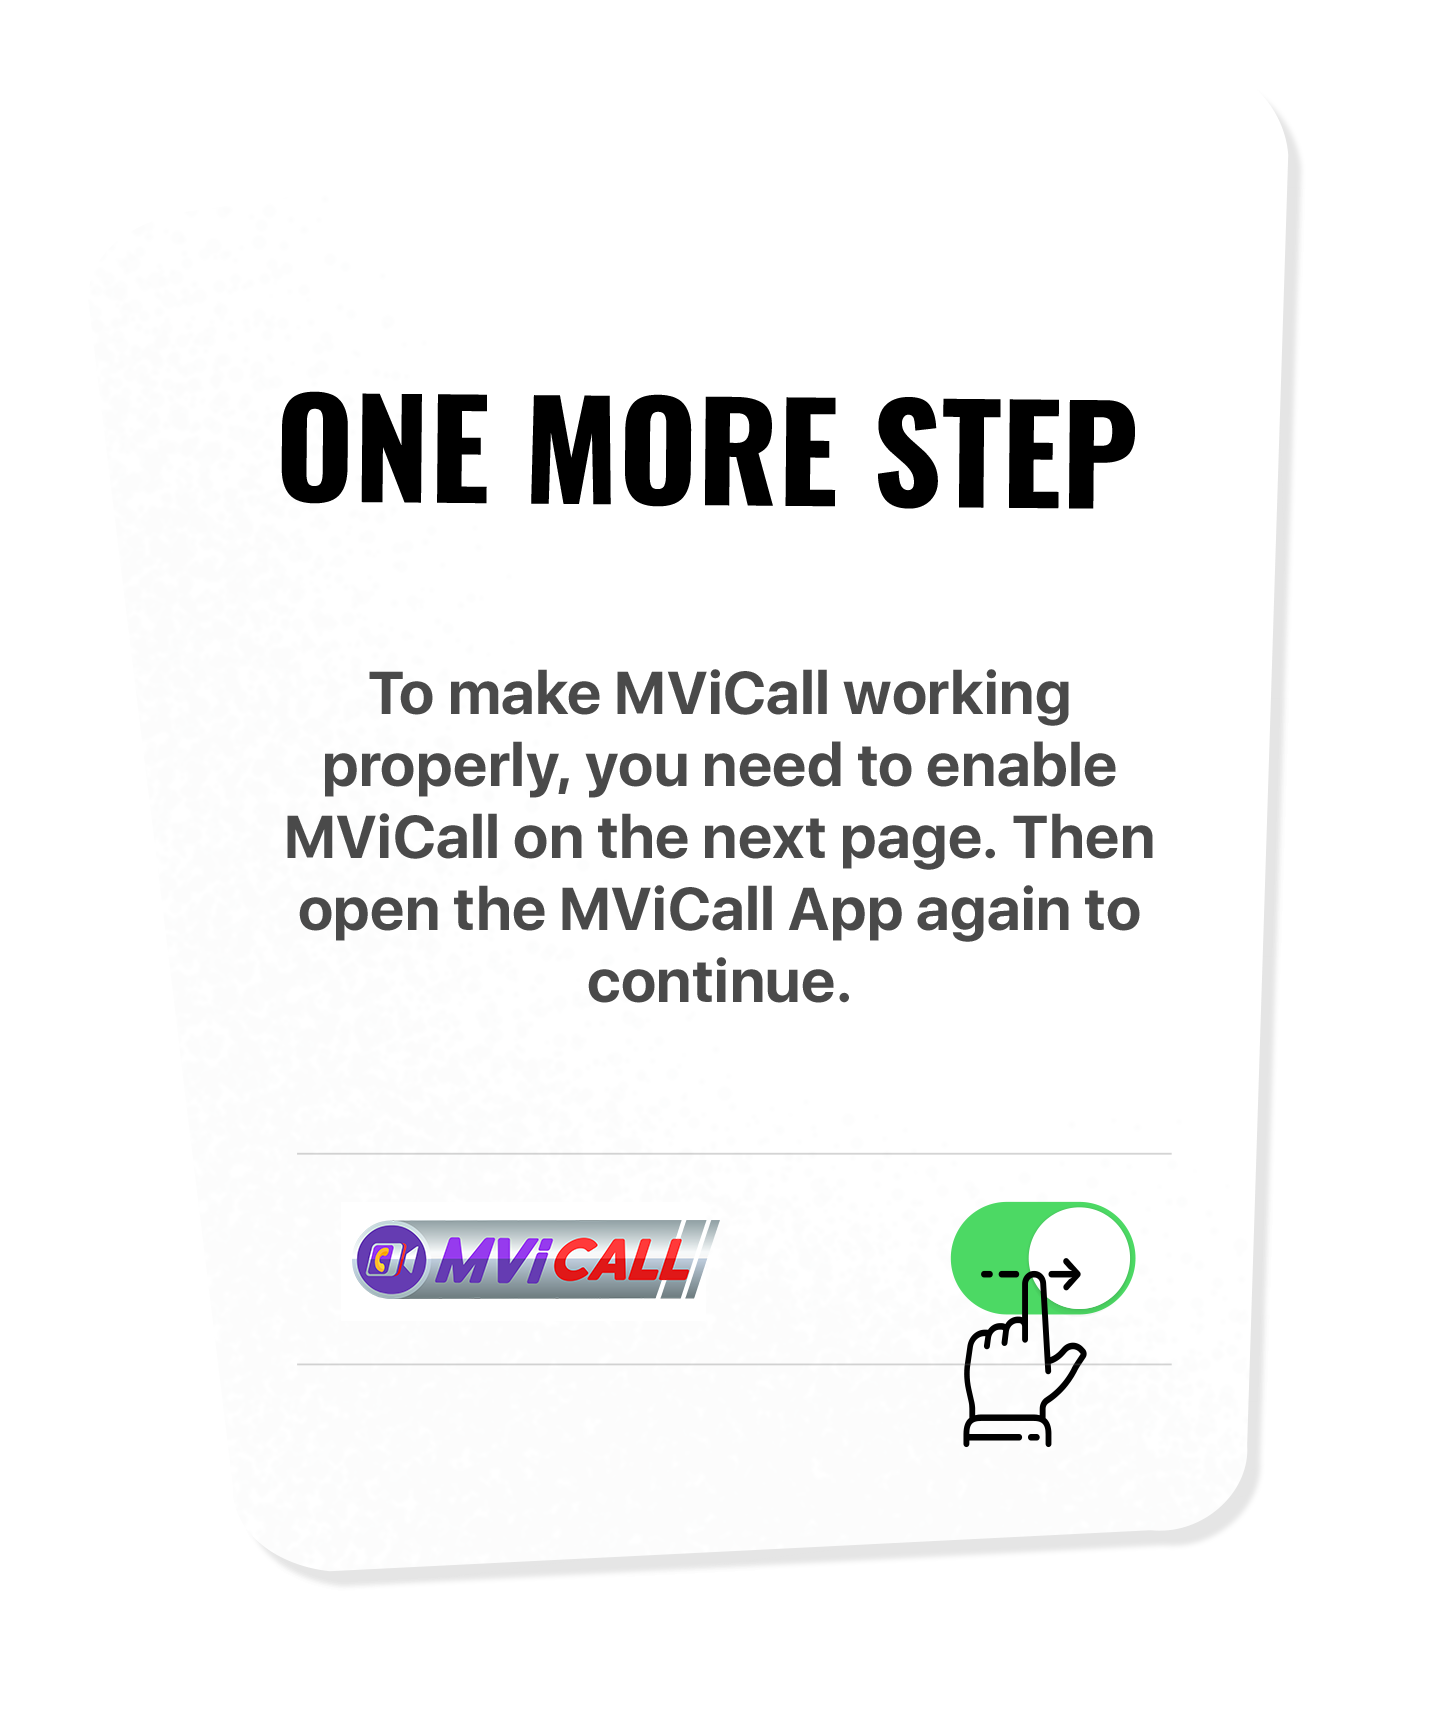 ONE MORE STEP
To make MViCall working
properly, you need to enable
MViCall on the next page. Then
open the MViCall App again to
continue.
MViCALL